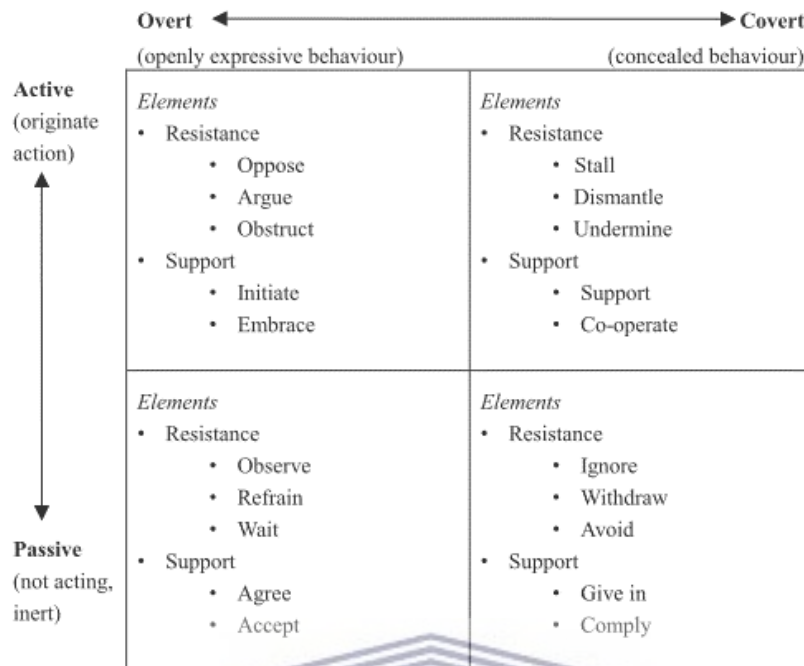 Overt Covert
(openly expressive behaviour) (concealed behaviour)
Active
(originate
action)
Elements
• Resistance
• Oppose
• Argue
• Obstruct
• Support
• Initiate
• Embrace
Elements
• Resistance
• Stall
• Dismantle
• Undermine
• Support
• Support
• Co-operate
Passive
(not acting,
inert)
Elements
• Resistance
• Observe
• Refrain
• Wait
• Support
• Agree
• Accept
Elements
• Resistance
• Ignore
• Withdraw
• Avoid
• Support
• Give in
• Comply